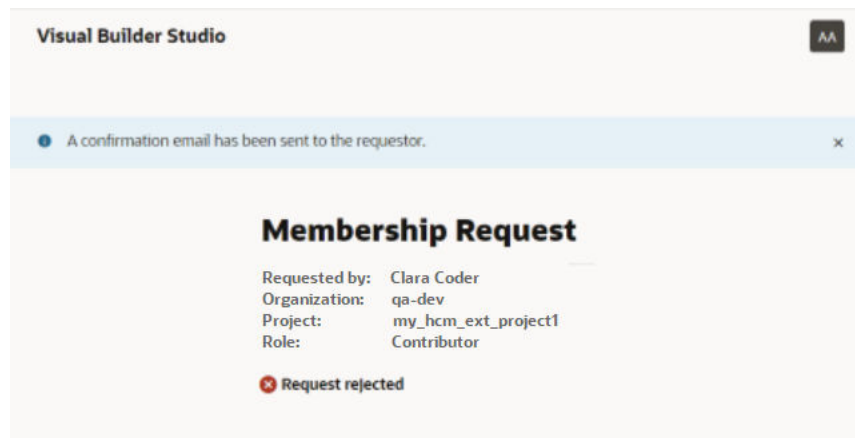 Visual Builder Studio
AA
A confirmation email has been sent to the requestor.
Membership Request
Requested by: Clara Coder
Organization: qa-dev
Project: my_hcm_ext_project1
Role: Contributor
Request rejected